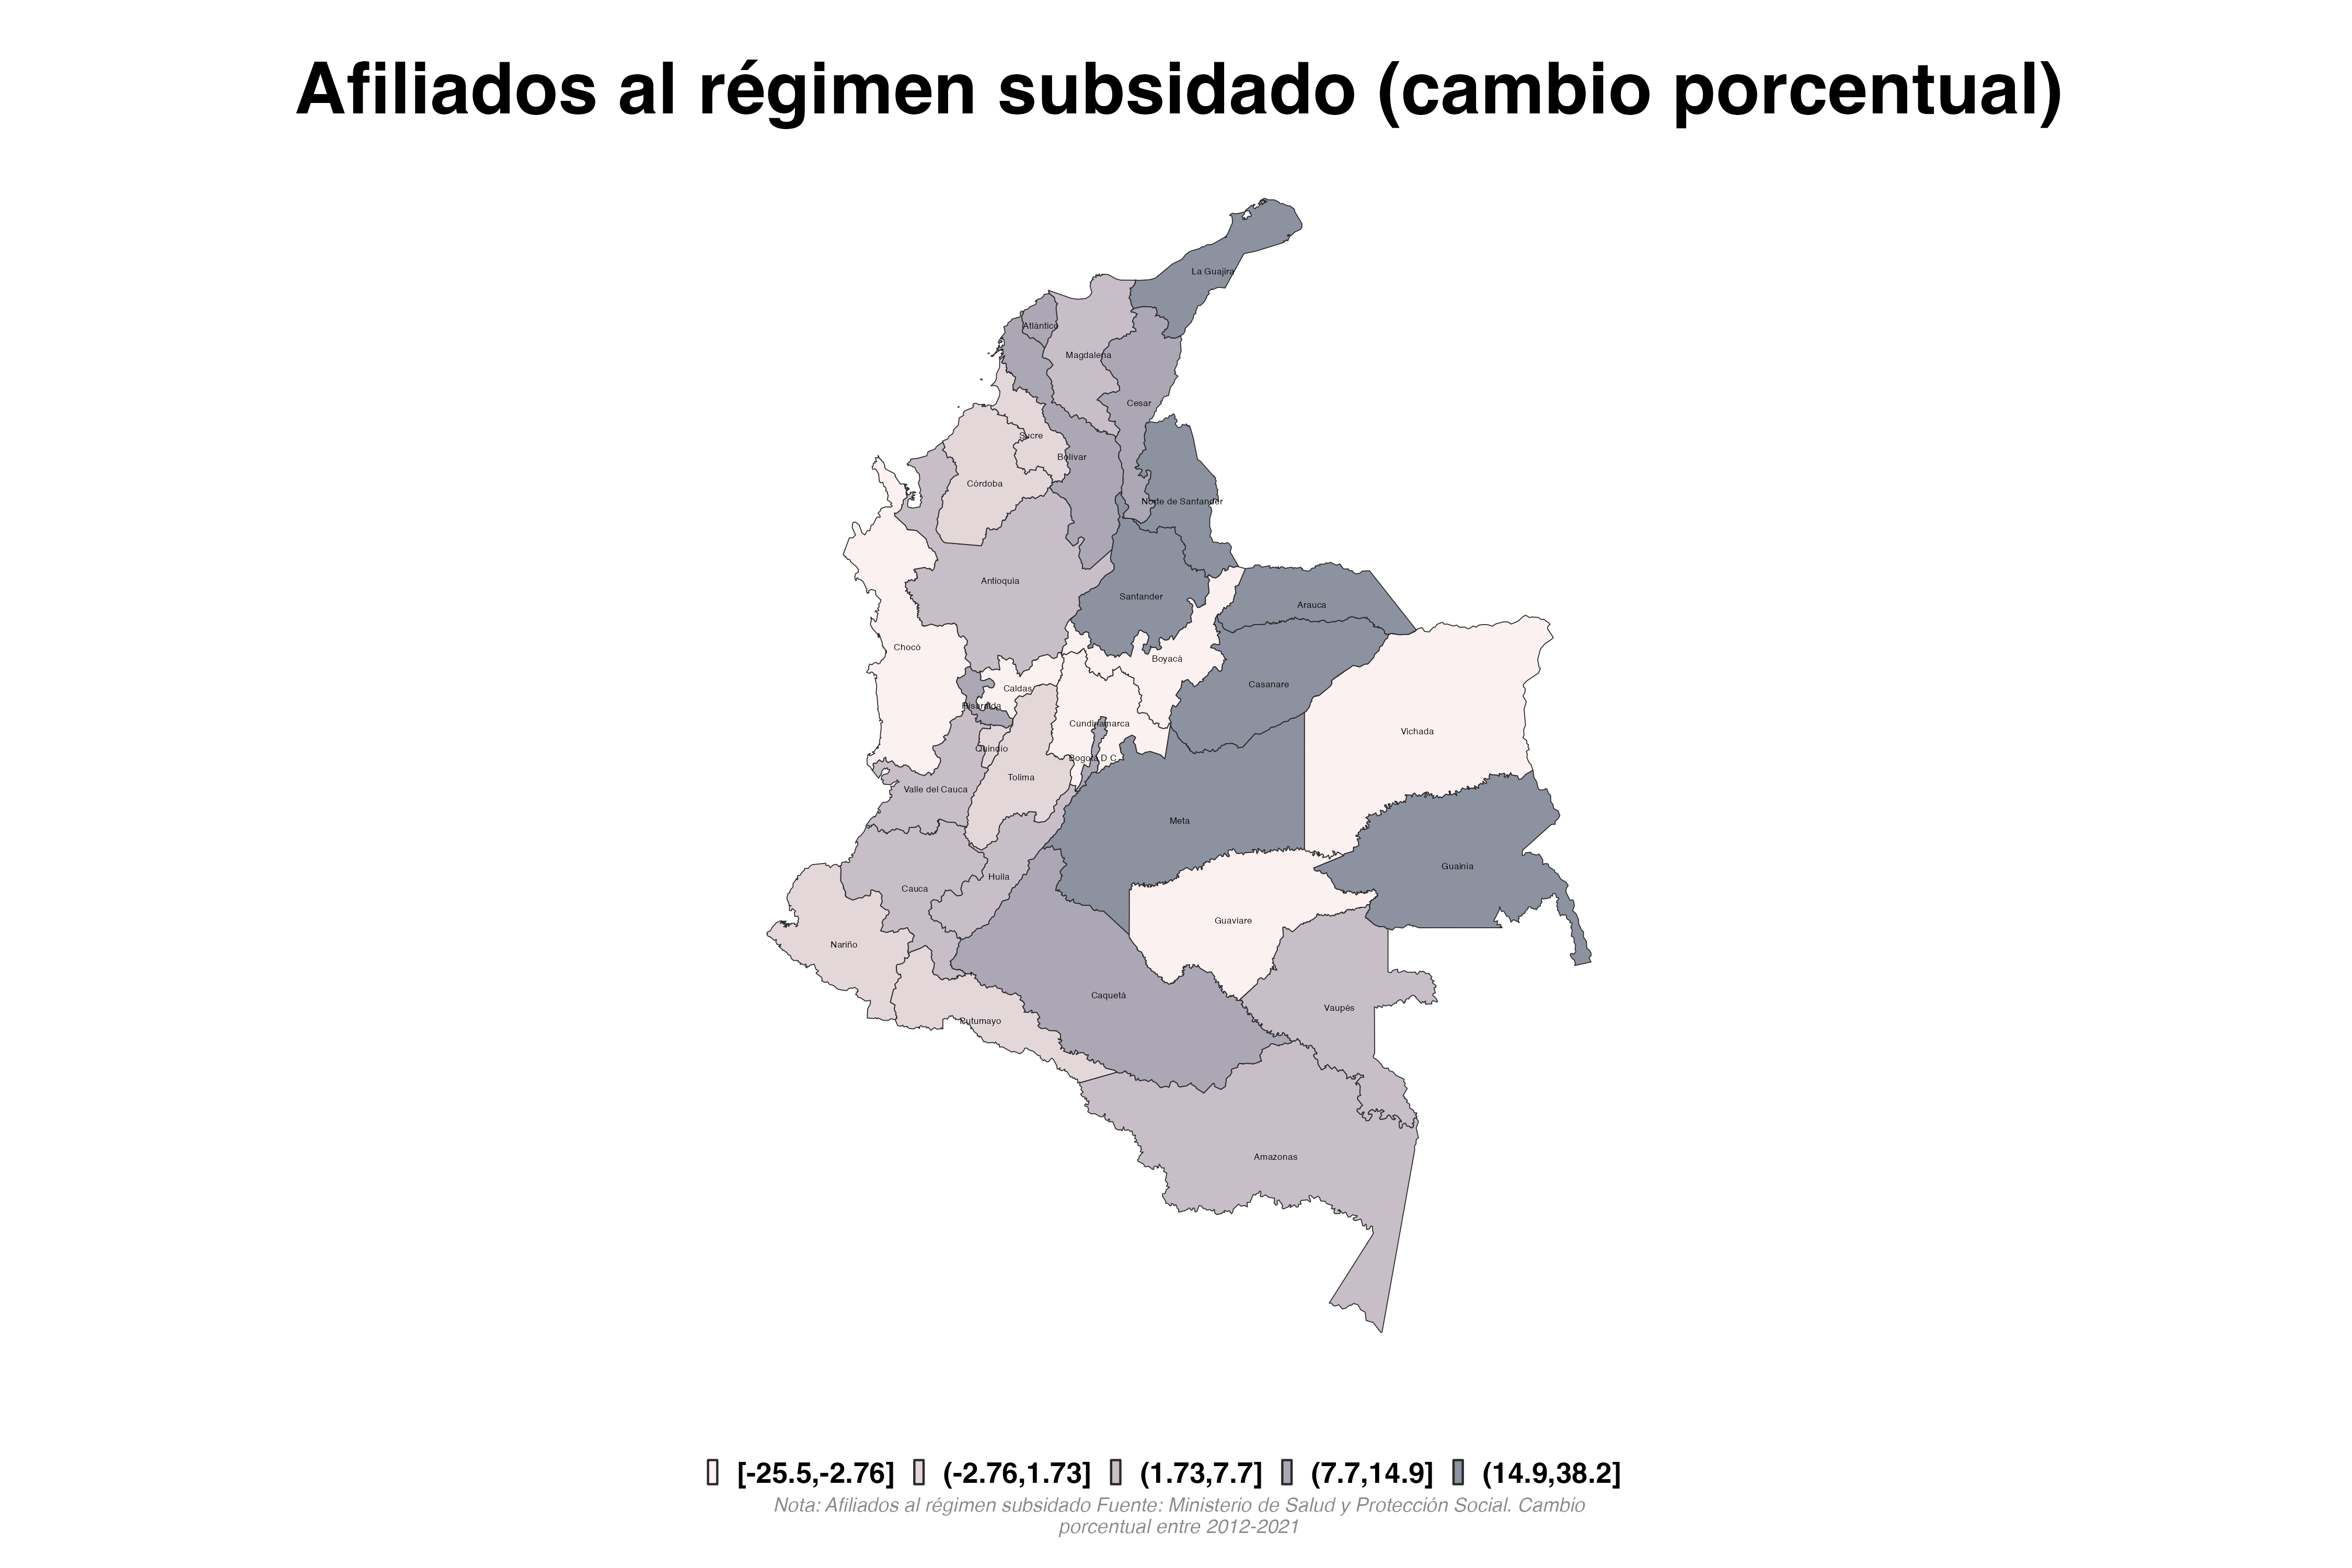 Afiliados al régimen subsidado (cambio porcentual)
La Guajira
Atlántico
Magdalena
Cesar
Sucre
Bolívar
Córdoba
Norte de Santander
Antioquia
Santander
Arauca
Chocó
Boyacá
Casanare
Caldas
Risaralda
Cundinamarca
Vichada
Quindío
Bogotá D.C.
Tolima
Valle del Cauca
Meta
Guainía
Huila
Cauca
Guaviare
Nariño
Caquetá
Vaupés
Putumayo
Amazonas
[-25.5,-2.76] (-2.76,1.73] (1.73,7.7] (7.7,14.9] (14.9,38.2]
Nota: Afiliados al régimen subsidado Fuente: Ministerio de Salud y Protección Social. Cambio
porcentual entre 2012-2021